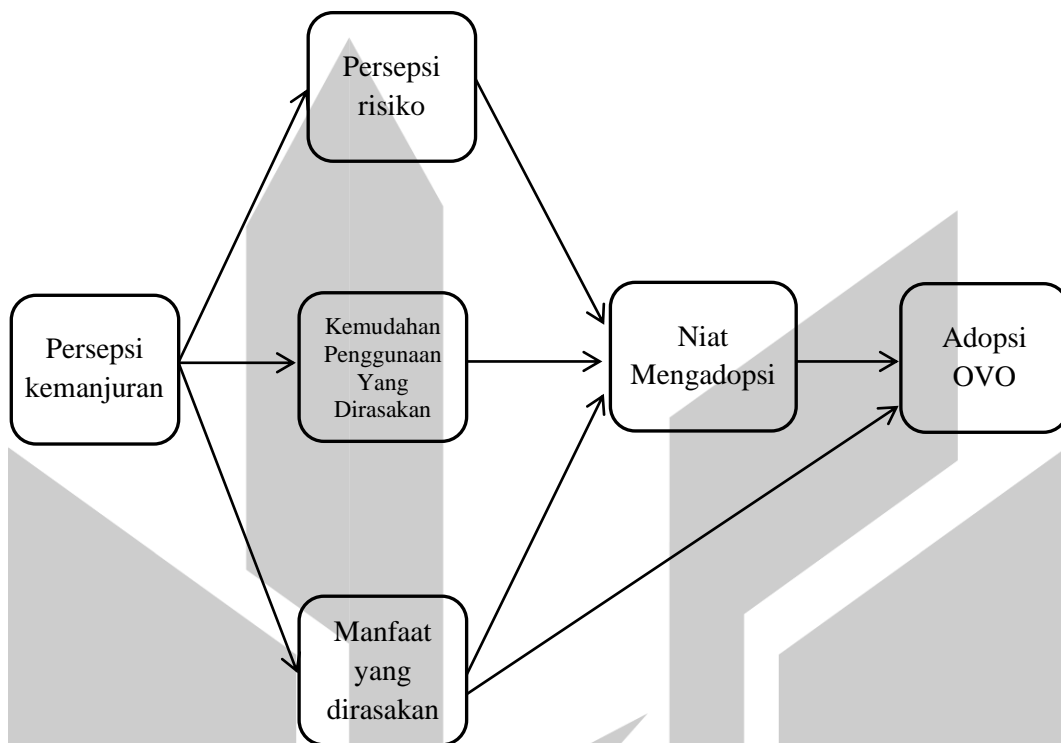 Persepsi
risiko
Persepsi
kemanjuran
Kemudahan
Penggunaan
Yang
Dirasakan
Niat
Mengadopsi
Adopsi
OVO
Manfaat
yang
dirasakan